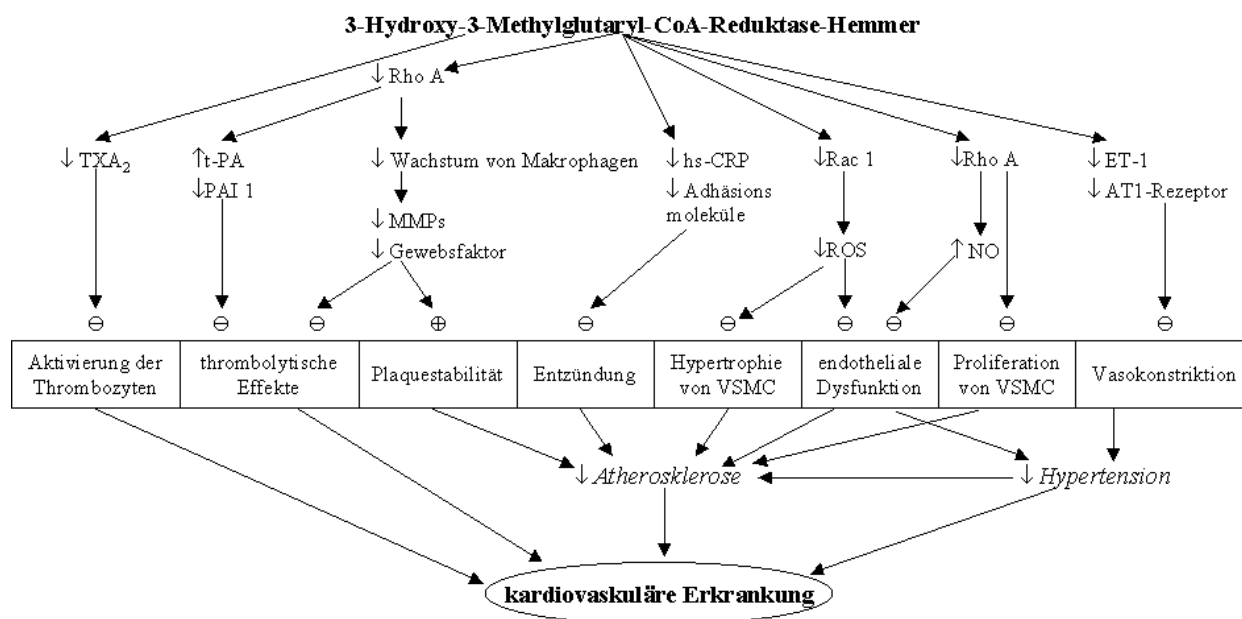 3-Hydroxy-3-Methylglutaryl-CoA-Reduktase-Hemmer
↓ Rho A
↓ TXA₂
↑t-PA
↓PAI 1
↓ Wachstum von Makrophagen
↓ MMPs
↓ Gewebsfaktor
↓ hs-CRP
↓ Adhäsions
moleküle
↓Rac 1
↓ROS
↓Rho A
↑ NO
↓ ET-1
↓ AT1-Rezeptor
⊖ ⊖ ⊖ ⊕ ⊖ ⊖ ⊖ ⊖ ⊖ ⊖
Aktivierung der
Thrombozyten
thrombolytische
Effekte
Plaquestabilität
Entzündung
Hypertrophie
von VSMC
endotheliale
Dysfunktion
Proliferation
von VSMC
Vasokonstriktion
↓ Atherosklerose
↓ Hypertension
kardiovaskuläre Erkrankung